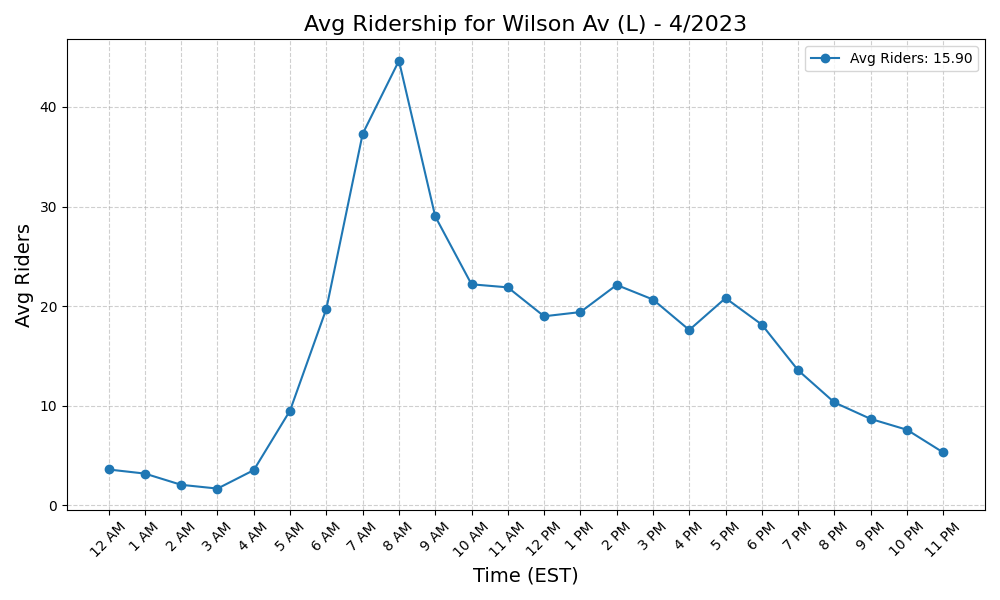 Avg Ridership for Wilson Av (L) - 4/2023
Avg Riders: 15.90
Avg Riders
40
30
20
10
0
12 AM 1 AM 2 AM 3 AM 4 AM 5 AM 6 AM 7 AM 8 AM 9 AM 10 AM 11 AM 12 PM 1 PM 2 PM 3 PM 4 PM 5 PM 6 PM 7 PM 8 PM 9 PM 10 PM 11 PM
Time (EST)